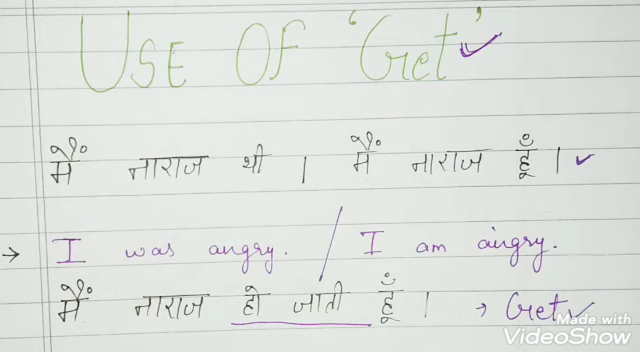 USE OF 'Get' ✓
मैं नाराज थी । मैं नाराज हूँ । ✓
→ I was angry. / I am angry.
मैं नाराज हो जाती हूँ । → Get ✓
Made with
VideoShow